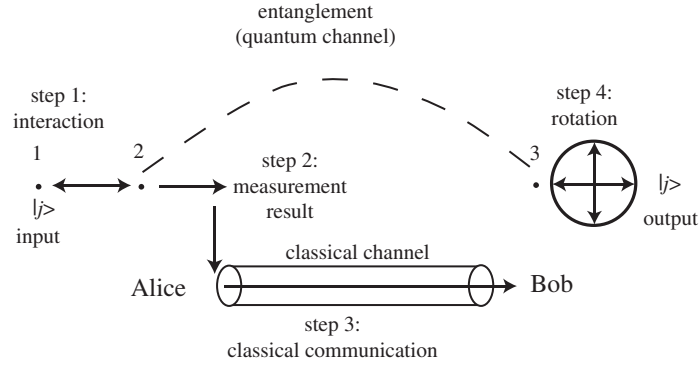 entanglement
(quantum channel)
step 1:
interaction
step 4:
rotation
1
2
3
step 2:
measurement
result
|j>
input
|j>
output
classical channel
Alice
Bob
step 3:
classical communication